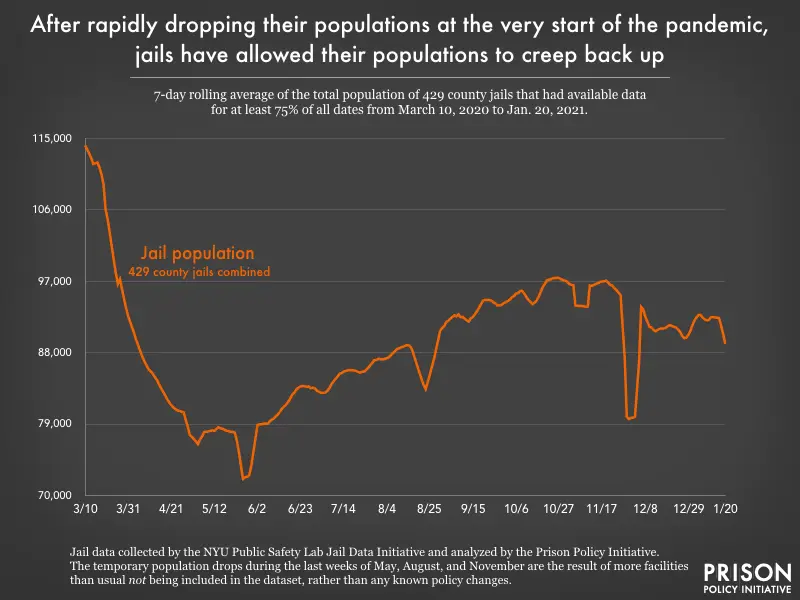 After rapidly dropping their populations at the very start of the pandemic,
jails have allowed their populations to creep back up
7-day rolling average of the total population of 429 county jails that had available data
for at least 75% of all dates from March 10, 2020 to Jan. 20, 2021.
115,000
106,000
97,000
88,000
79,000
70,000
Jail population
429 county jails combined
3/10 3/31 4/21 5/12 6/2 6/23 7/14 8/4 8/25 9/15 10/6 10/27 11/17 12/8 12/29 1/20
Jail data collected by the NYU Public Safety Lab Jail Data Initiative and analyzed by the Prison Policy Initiative.
The temporary population drops during the last weeks of May, August, and November are the result of more facilities
than usual not being included in the dataset, rather than any known policy changes.
PRISON
POLICY INITIATIVE